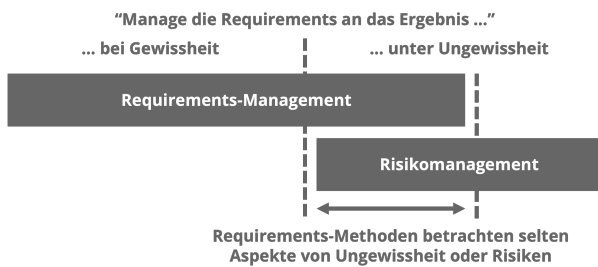 “Manage die Requirements an das Ergebnis ...”
... bei Gewissheit
... unter Ungewissheit
Requirements-Management
Risikomanagement
Requirements-Methoden betrachten selten
Aspekte von Ungewissheit oder Risiken